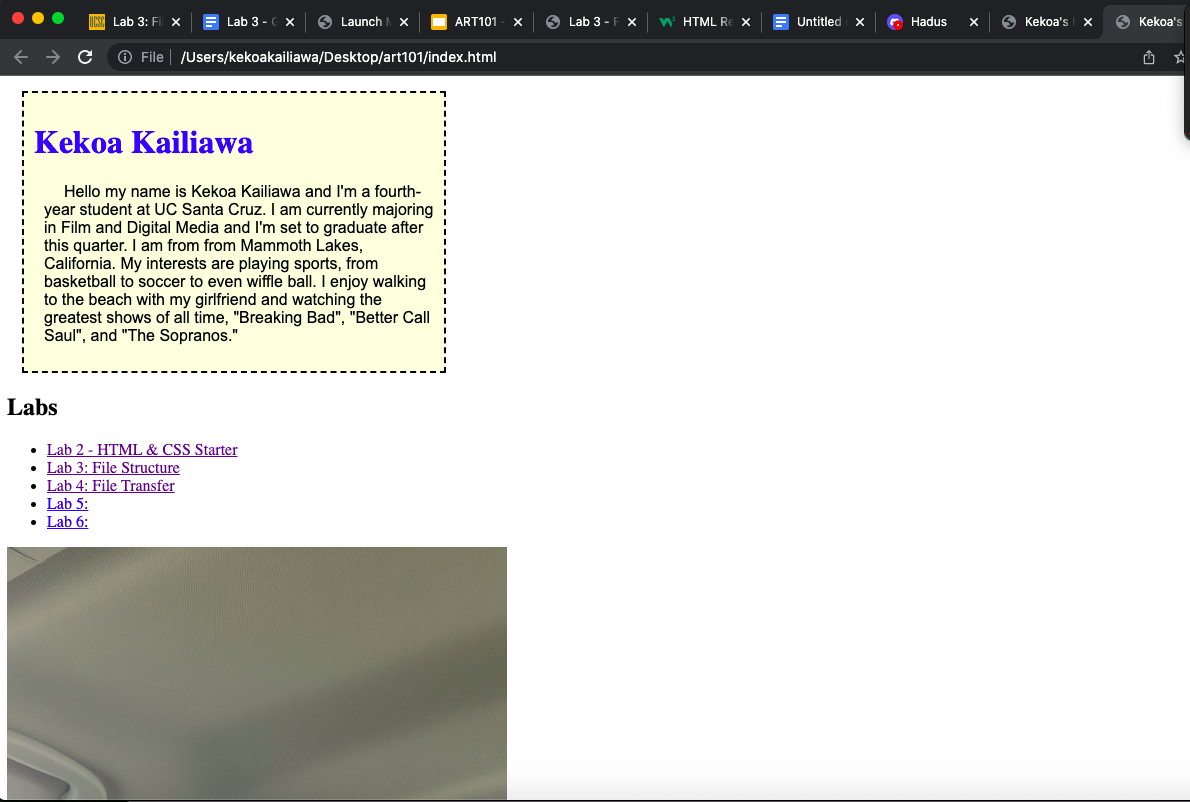 Lab 3: Fi
Lab 3 - G
Launch M
ART101 -
Lab 3 - F
HTML Re
Untitled
Hadus
Kekoa's
Kekoa's
File
/Users/kekoakailiawa/Desktop/art101/index.html
Kekoa Kailiawa
Hello my name is Kekoa Kailiawa and I'm a fourth-
year student at UC Santa Cruz. I am currently majoring
in Film and Digital Media and I'm set to graduate after
this quarter. I am from from Mammoth Lakes,
California. My interests are playing sports, from
basketball to soccer to even wiffle ball. I enjoy walking
to the beach with my girlfriend and watching the
greatest shows of all time, "Breaking Bad", "Better Call
Saul", and "The Sopranos."
Labs
Lab 2 - HTML & CSS Starter
Lab 3: File Structure
Lab 4: File Transfer
Lab 5:
Lab 6: